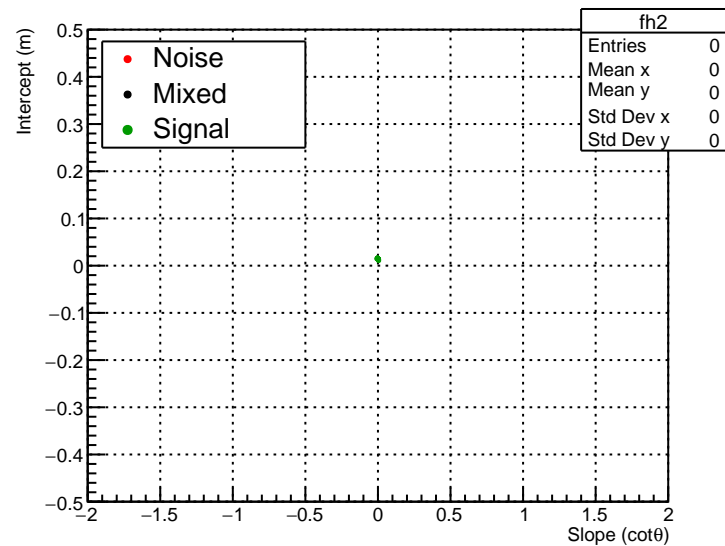 fh2
Entries 0
Mean x 0
Mean y 0
Std Dev x 0
Std Dev y 0
Noise
Mixed
Signal
Intercept (m)
0.5
0.4
0.3
0.2
0.1
0
−0.1
−0.2
−0.3
−0.4
−0.5
−2 −1.5 −1 −0.5 0 0.5 1 1.5 2
Slope (cotθ)